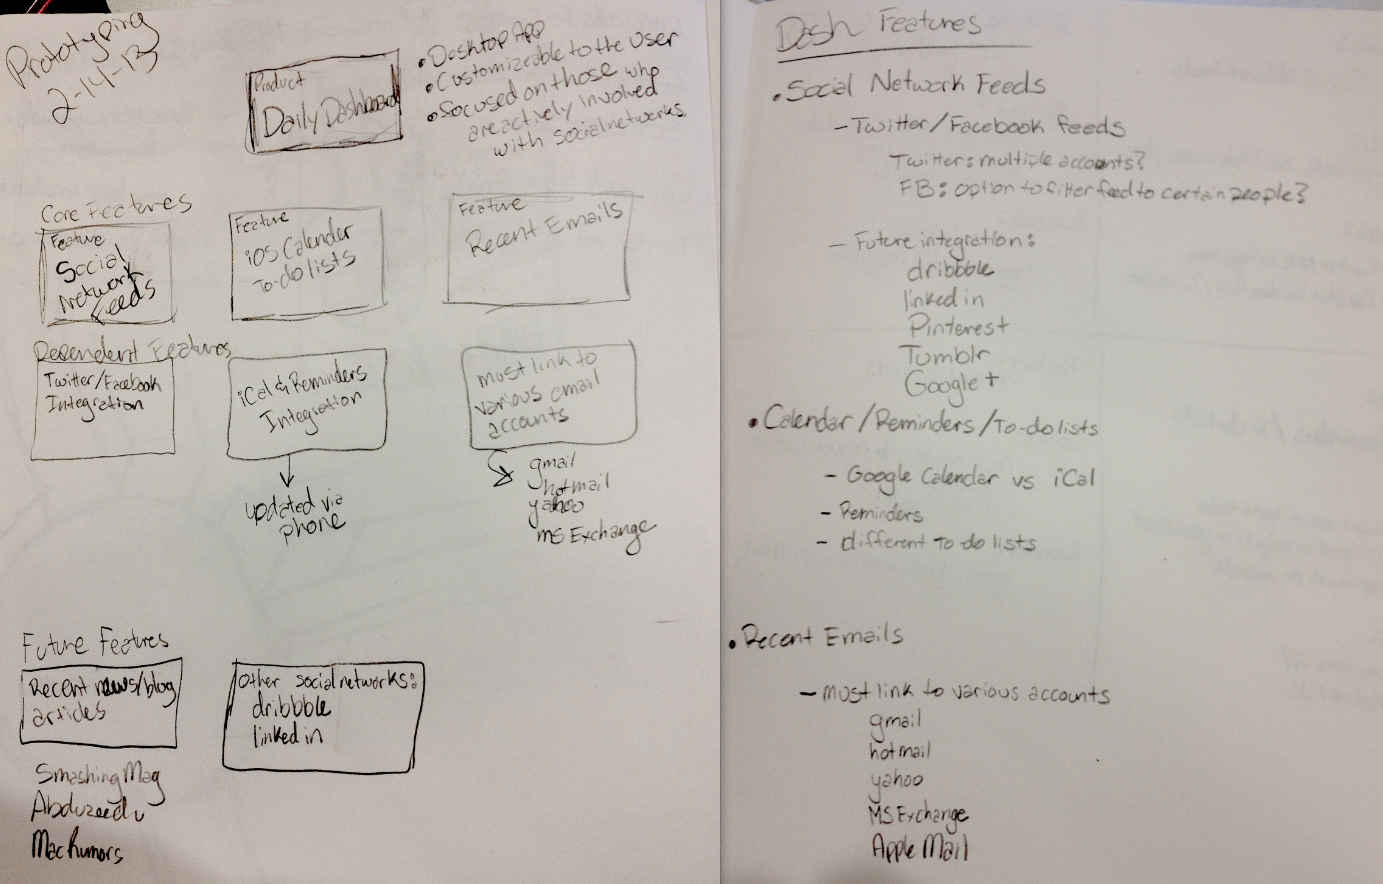 Prototyping
2-14-13
Product
Daily Dashboard
• Desktop App
• Customizeable to the User
• focused on those who
are actively involved
with social networks.
Core Features
Feature
Social
Network
Feeds
Feature
iOS Calender
To-do lists
Feature
Recent Emails
Dependent Features
Twitter/Facebook
Integration
iCal & Reminders
Integration
must link to
various email
accounts
updated via
phone
gmail
hotmail
yahoo
MS Exchange
Future Features
Recent news/blog
articles
Smashing Mag
Abduzeedo
Mac Rumors
Other social networks:
dribbble
linked in
Dash Features
• Social Network Feeds
- Twitter/Facebook feeds
Twitter: multiple accounts?
FB: option to filter feed to certain people?
- Future integration:
dribbble
linked in
Pinterest
Tumblr
Google+
• Calendar/Reminders/To-do lists
- Google Calendar vs iCal
- Reminders
- different To do lists
• Recent Emails
- must link to various accounts
gmail
hotmail
yahoo
MS Exchange
Apple Mail